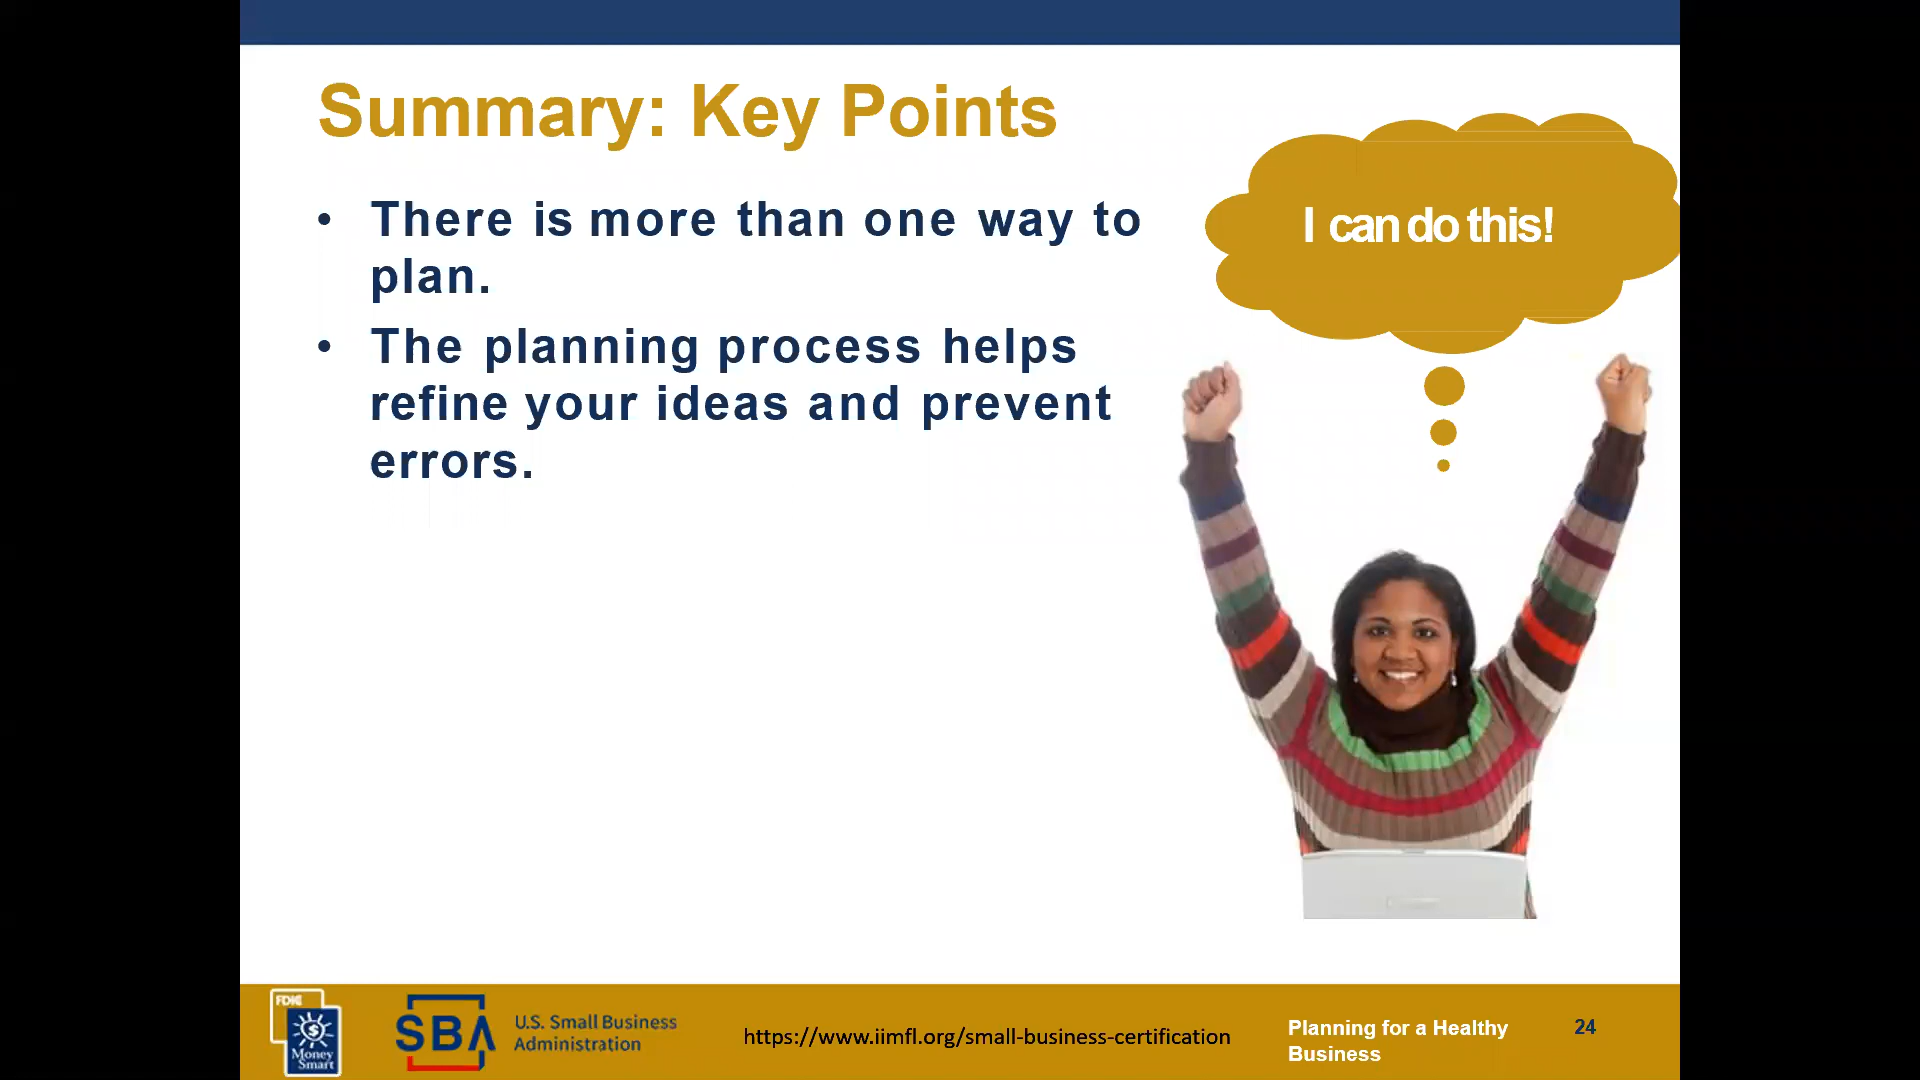 Summary: Key Points
• There is more than one way to
plan.
• The planning process helps
refine your ideas and prevent
errors.
I can do this!
FDIC
Money
Smart
SBA
U.S. Small Business
Administration
https://www.iimfl.org/small-business-certification
Planning for a Healthy
Business
24